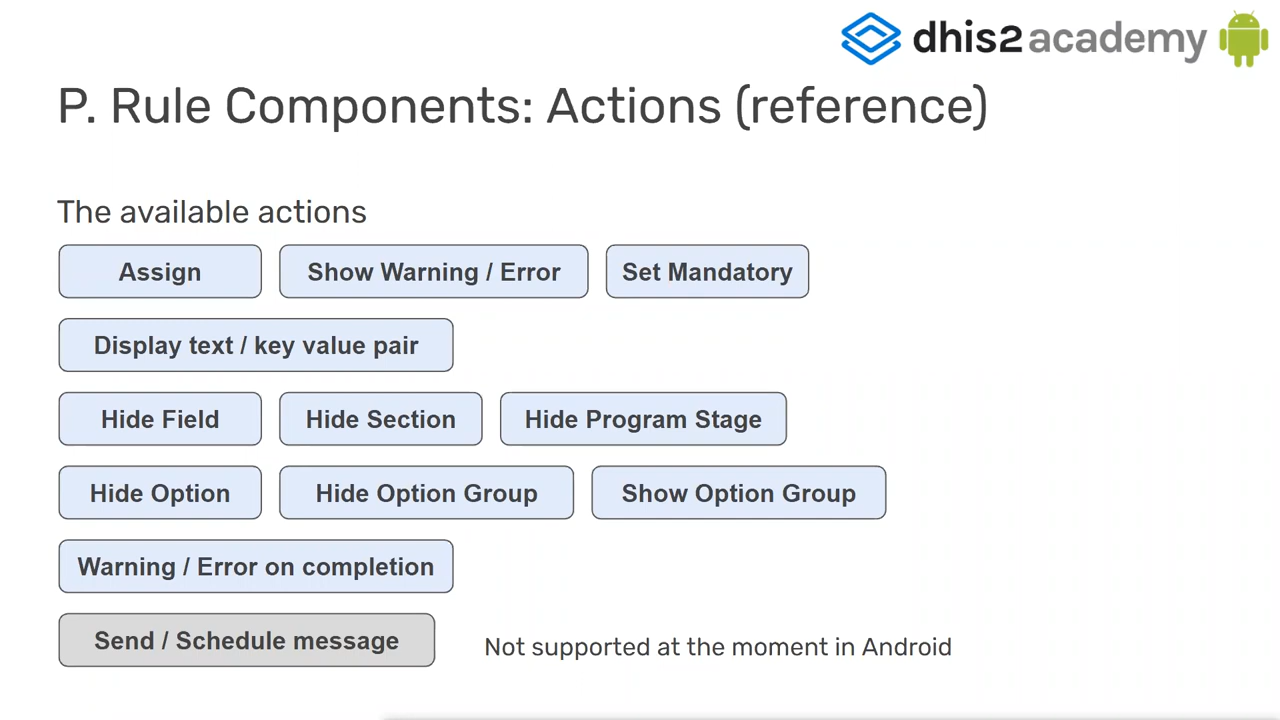 dhis2 academy
P. Rule Components: Actions (reference)
The available actions
Assign
Show Warning / Error
Set Mandatory
Display text / key value pair
Hide Field
Hide Section
Hide Program Stage
Hide Option
Hide Option Group
Show Option Group
Warning / Error on completion
Send / Schedule message
Not supported at the moment in Android